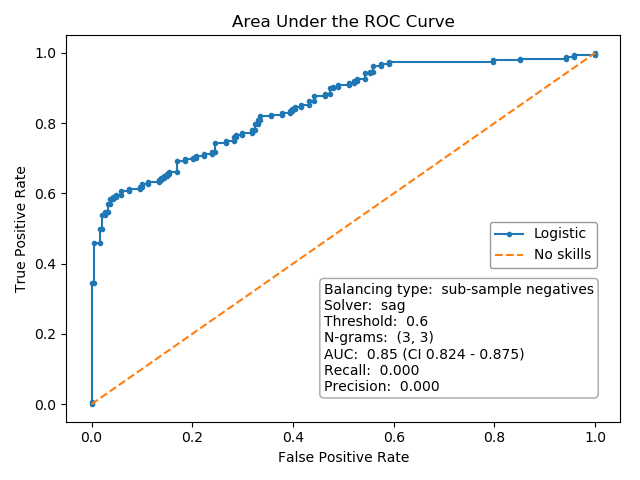 Area Under the ROC Curve
True Positive Rate
1.0
0.8
0.6
0.4
0.2
0.0
Logistic
No skills
Balancing type:  sub-sample negatives
Solver:  sag
Threshold:  0.6
N-grams:  (3, 3)
AUC:  0.85 (CI 0.824 - 0.875)
Recall:  0.000
Precision:  0.000
0.0 0.2 0.4 0.6 0.8 1.0
False Positive Rate